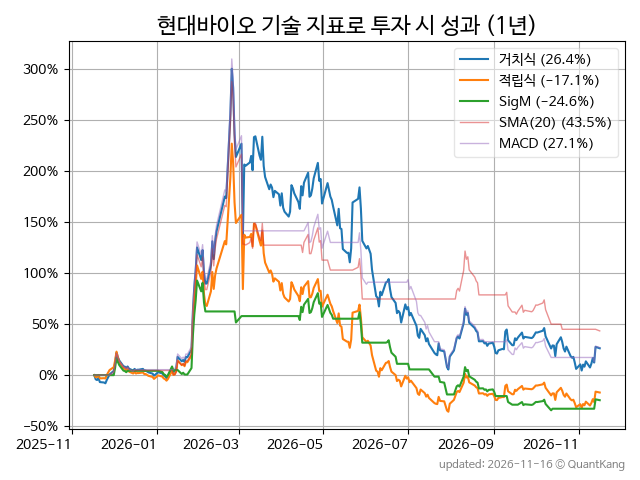 현대바이오 기술 지표로 투자 시 성과 (1년)
거치식 (26.4%)
적립식 (−17.1%)
SigM (−24.6%)
SMA(20) (43.5%)
MACD (27.1%)
300%
250%
200%
150%
100%
50%
0%
−50%
2025-11
2026-01
2026-03
2026-05
2026-07
2026-09
2026-11
updated: 2026-11-16 © QuantKang